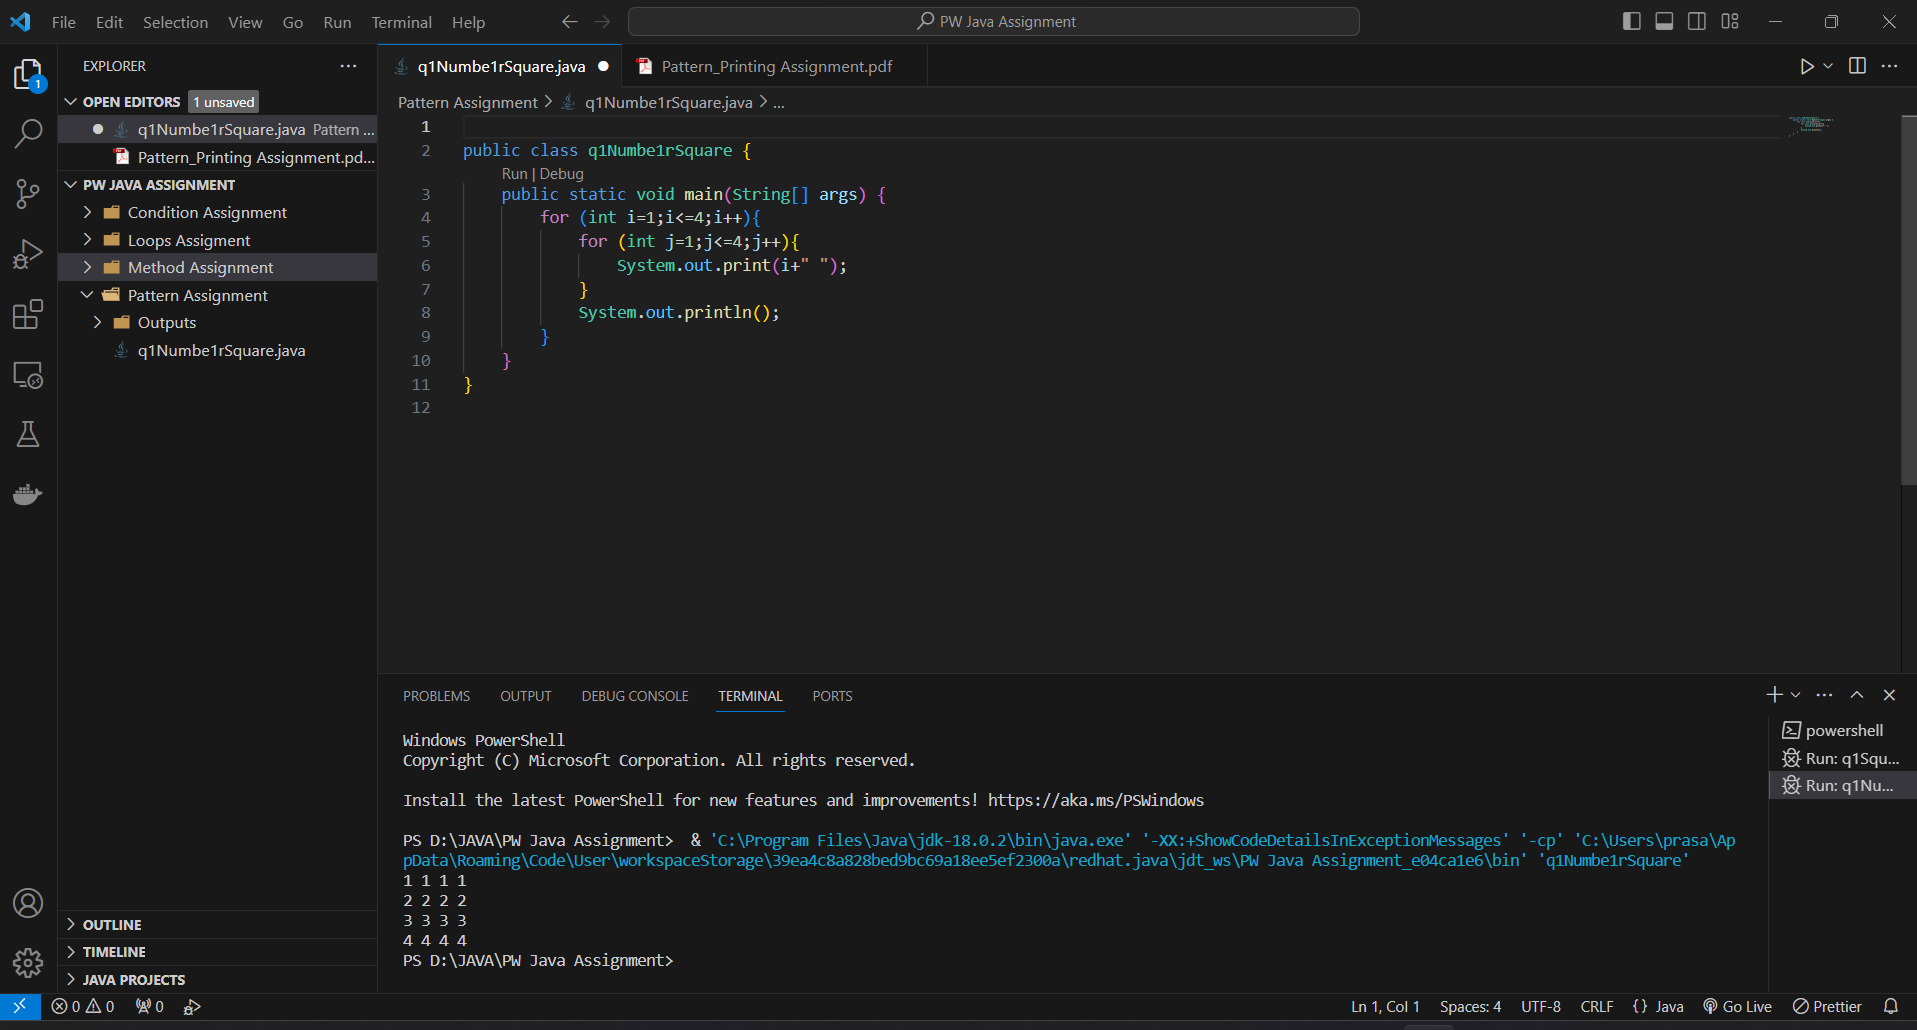 File Edit Selection View Go Run Terminal Help
PW Java Assignment
1
EXPLORER
OPEN EDITORS 1 unsaved
q1Numbe1rSquare.java Pattern ...
Pattern_Printing Assignment.pd...
PW JAVA ASSIGNMENT
Condition Assignment
Loops Assigment
Method Assignment
Pattern Assignment
Outputs
q1Numbe1rSquare.java
OUTLINE
TIMELINE
JAVA PROJECTS
q1Numbe1rSquare.java
Pattern_Printing Assignment.pdf
Pattern Assignment > q1Numbe1rSquare.java > ...
1
2 public class q1Numbe1rSquare {
Run | Debug
3 public static void main(String[] args) {
4 for (int i=1;i<=4;i++){
5 for (int j=1;j<=4;j++){
6 System.out.print(i+" ");
7 }
8 System.out.println();
9 }
10 }
11 }
12
PROBLEMS OUTPUT DEBUG CONSOLE TERMINAL PORTS
Windows PowerShell
Copyright (C) Microsoft Corporation. All rights reserved.
Install the latest PowerShell for new features and improvements! https://aka.ms/PSWindows
PS D:\JAVA\PW Java Assignment>  & 'C:\Program Files\Java\jdk-18.0.2\bin\java.exe' '-XX:+ShowCodeDetailsInExceptionMessages' '-cp' 'C:\Users\prasa\Ap
pData\Roaming\Code\User\workspaceStorage\39ea4c8a828bed9bc69a18ee5ef2300a\redhat.java\jdt_ws\PW Java Assignment_e04ca1e6\bin' 'q1Numbe1rSquare'
1 1 1 1
2 2 2 2
3 3 3 3
4 4 4 4
PS D:\JAVA\PW Java Assignment>
powershell
Run: q1Squ...
Run: q1Nu...
0 0 0
Ln 1, Col 1 Spaces: 4 UTF-8 CRLF {} Java Go Live Prettier